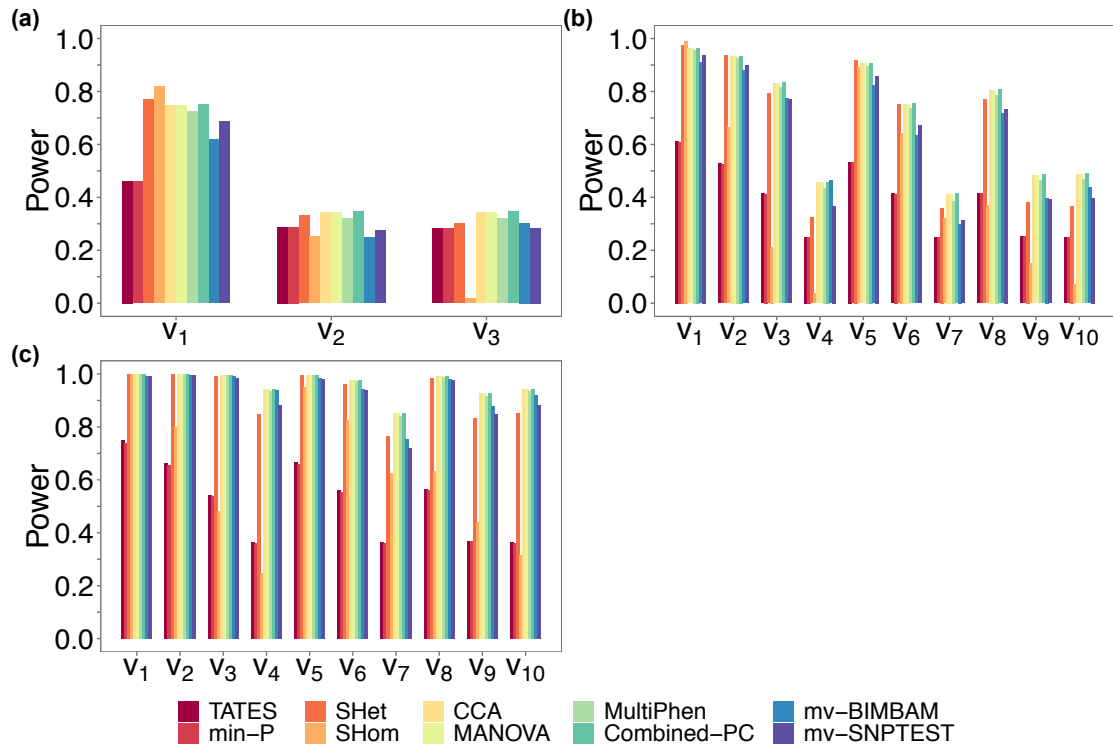 (a)
1.0
0.8
0.6
0.4
0.2
0.0
Power
v1 v2 v3
(b)
1.0
0.8
0.6
0.4
0.2
0.0
Power
v1 v2 v3 v4 v5 v6 v7 v8 v9 v10
(c)
1.0
0.8
0.6
0.4
0.2
0.0
Power
v1 v2 v3 v4 v5 v6 v7 v8 v9 v10
TATES SHet CCA MultiPhen mv−BIMBAM
min−P SHom MANOVA Combined−PC mv−SNPTEST